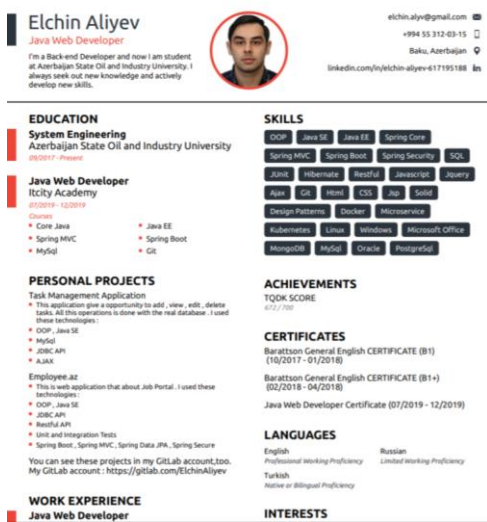 Elchin Aliyev
Java Web Developer
I'm a Back-end Developer and now I am student
at Azerbaijan State Oil and Industry University. I
always seek out new knowledge and actively
develop new skills.
elchin.alyv@gmail.com
+994 55 312-03-15
Baku, Azerbaijan
linkedin.com/in/elchin-aliyev-617195188
EDUCATION
System Engineering
Azerbaijan State Oil and Industry University
09/2017 - Present
Java Web Developer
Itcity Academy
07/2019 - 12/2019
Courses
Core Java
Java EE
Spring MVC
Spring Boot
MySql
Git
PERSONAL PROJECTS
Task Management Application
This application give a opportunity to add , view , edit , delete
tasks. All this operations is done with the real database . I used
these technologies :
OOP , Java SE
MySql
JDBC API
AJAX
Employee.az
This is web application that about Job Portal . I used these
technologies :
OOP , Java SE
JDBC API
Restful API
Unit and Integration Tests
Spring Boot , Spring MVC , Spring Data JPA , Spring Secure
You can see these projects in my GitLab account,too.
My GitLab account : https://gitlab.com/ElchinAliyev
WORK EXPERIENCE
Java Web Developer
SKILLS
OOP Java SE Java EE Spring Core
Spring MVC Spring Boot Spring Security SQL
JUnit Hibernate Restful Javascript Jquery
Ajax Git Html CSS Jsp Solid
Design Patterns Docker Microservice
Kubernetes Linux Windows Microsoft Office
MongoDB MySql Oracle PostgreSql
ACHIEVEMENTS
TQDK SCORE
672 / 700
CERTIFICATES
Barattson General English CERTIFICATE (B1)
(10/2017 - 01/2018)
Barattson General English CERTIFICATE (B1+)
(02/2018 - 04/2018)
Java Web Developer Certificate (07/2019 - 12/2019)
LANGUAGES
English
Professional Working Proficiency
Russian
Limited Working Proficiency
Turkish
Native or Bilingual Proficiency
INTERESTS